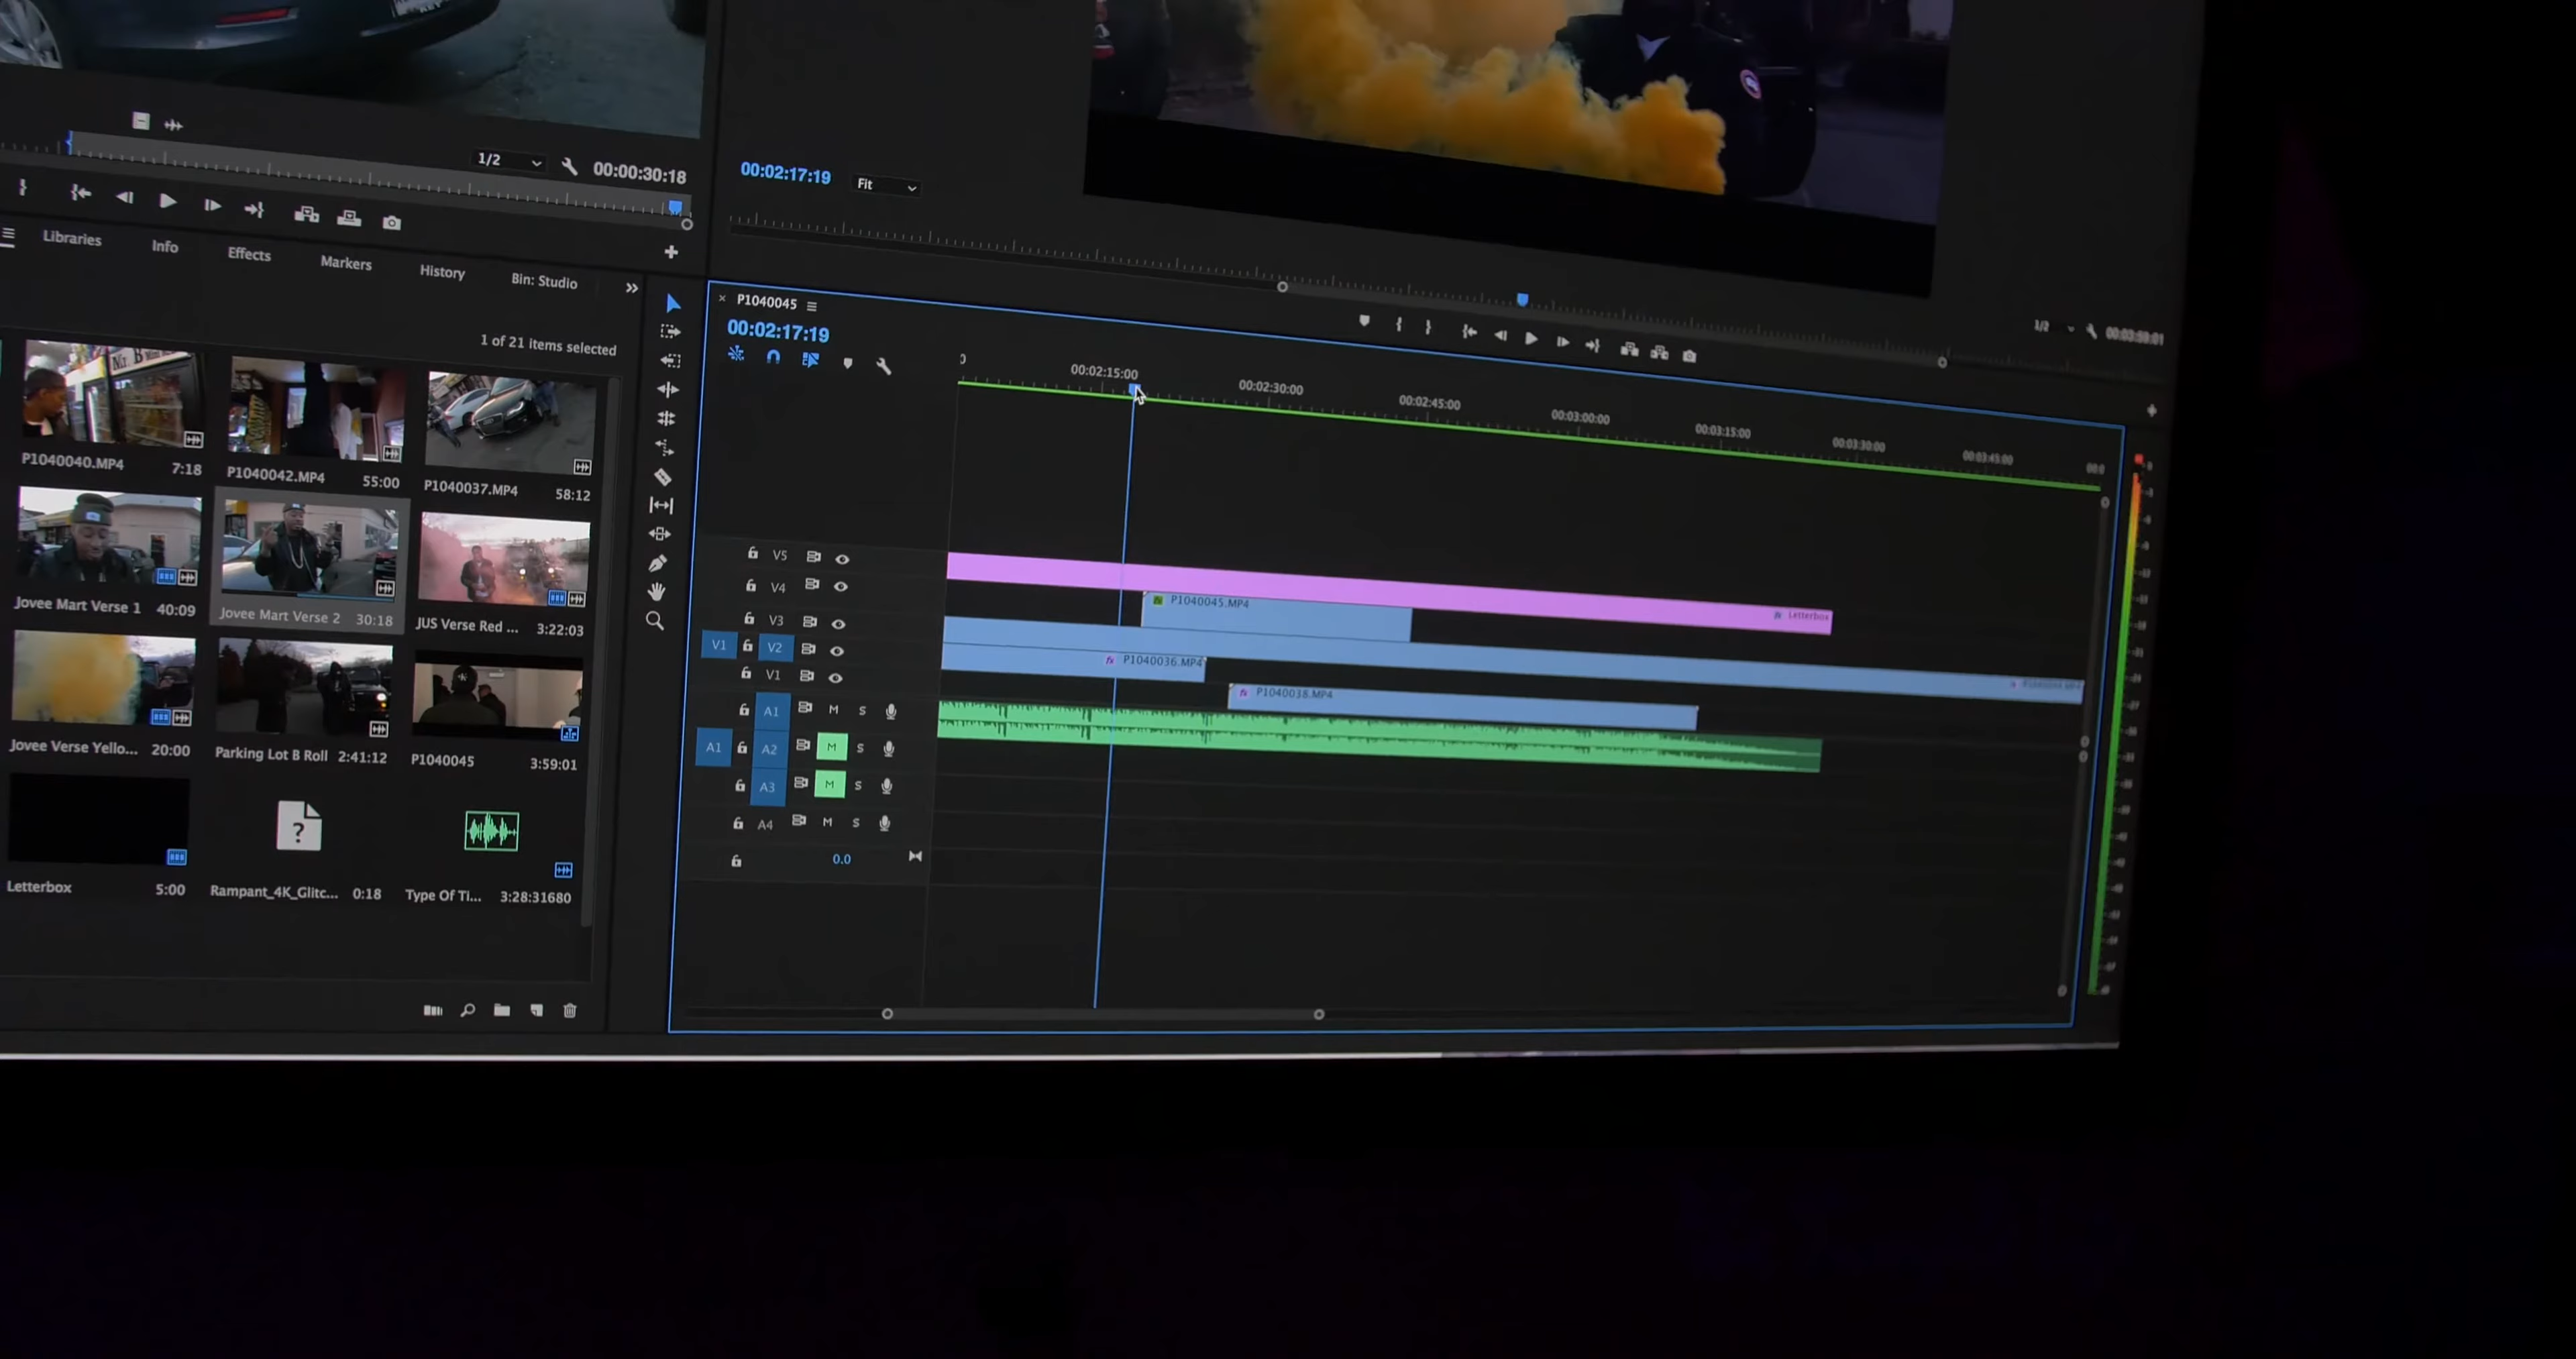 1/2
00:00:30:18
00:02:17:19
Fit
1/2
00:03:59:01
Libraries
Info
Effects
Markers
History
Bin: Studio
1 of 21 items selected
P1040040.MP4
7:18
P1040042.MP4
55:00
P1040037.MP4
58:12
Jovee Mart Verse 1
40:09
Jovee Mart Verse 2
30:18
JUS Verse Red ...
3:22:03
Jovee Verse Yello...
20:00
Parking Lot B Roll
2:41:12
P1040045
3:59:01
Letterbox
5:00
Rampant_4K_Glitc...
0:18
Type Of Ti...
3:28:31680
P1040045
00:02:17:19
00:02:15:00
00:02:30:00
00:02:45:00
00:03:00:00
00:03:15:00
00:03:30:00
00:03:45:00
V5
V4
Letterbox
V3
P1040045.MP4
V1
V2
V1
fx P1040036.MP4
fx P1040038.MP4
A1
M
S
A1
A2
M
S
A3
M
S
A4
M
S
0.0